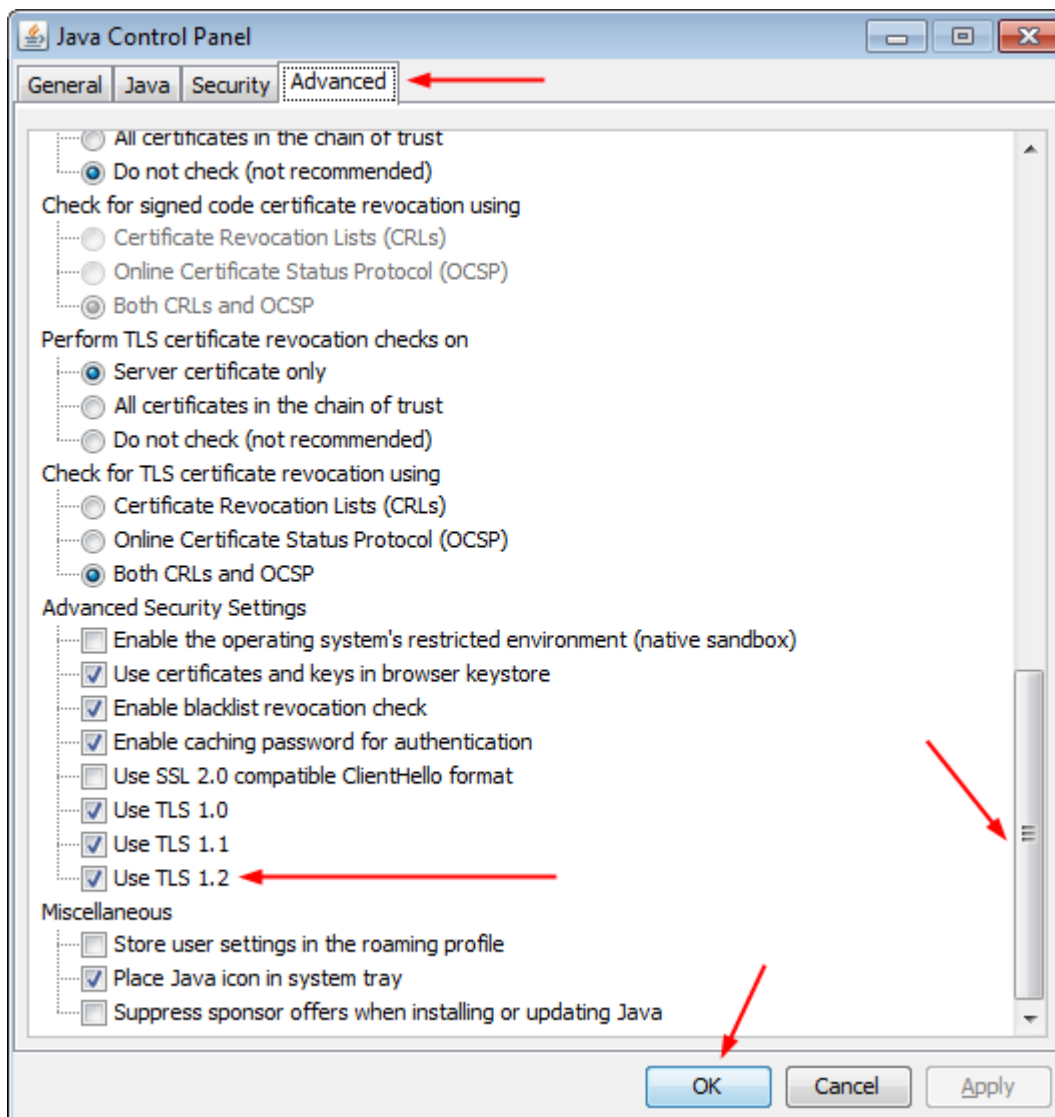 Java Control Panel
General Java Security Advanced
All certificates in the chain of trust
Do not check (not recommended)
Check for signed code certificate revocation using
Certificate Revocation Lists (CRLs)
Online Certificate Status Protocol (OCSP)
Both CRLs and OCSP
Perform TLS certificate revocation checks on
Server certificate only
All certificates in the chain of trust
Do not check (not recommended)
Check for TLS certificate revocation using
Certificate Revocation Lists (CRLs)
Online Certificate Status Protocol (OCSP)
Both CRLs and OCSP
Advanced Security Settings
Enable the operating system's restricted environment (native sandbox)
Use certificates and keys in browser keystore
Enable blacklist revocation check
Enable caching password for authentication
Use SSL 2.0 compatible ClientHello format
Use TLS 1.0
Use TLS 1.1
Use TLS 1.2
Miscellaneous
Store user settings in the roaming profile
Place Java icon in system tray
Suppress sponsor offers when installing or updating Java
OK Cancel Apply